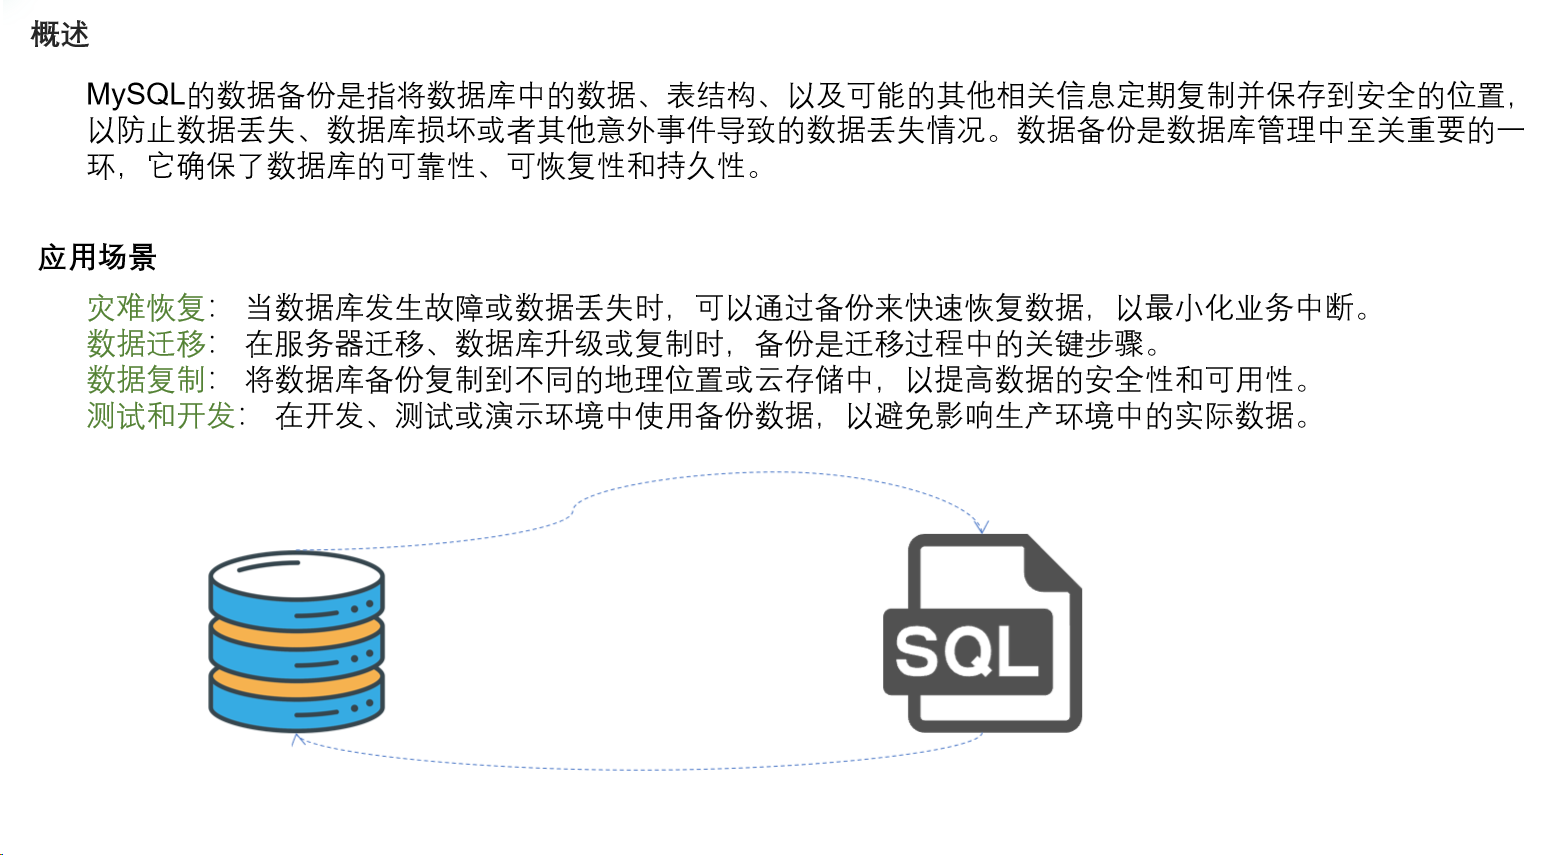 概述
MySQL的数据备份是指将数据库中的数据、表结构、以及可能的其他相关信息定期复制并保存到安全的位置，
以防止数据丢失、数据库损坏或者其他意外事件导致的数据丢失情况。数据备份是数据库管理中至关重要的一
环，它确保了数据库的可靠性、可恢复性和持久性。
应用场景
灾难恢复： 当数据库发生故障或数据丢失时，可以通过备份来快速恢复数据，以最小化业务中断。
数据迁移： 在服务器迁移、数据库升级或复制时，备份是迁移过程中的关键步骤。
数据复制： 将数据库备份复制到不同的地理位置或云存储中，以提高数据的安全性和可用性。
测试和开发： 在开发、测试或演示环境中使用备份数据，以避免影响生产环境中的实际数据。
SQL